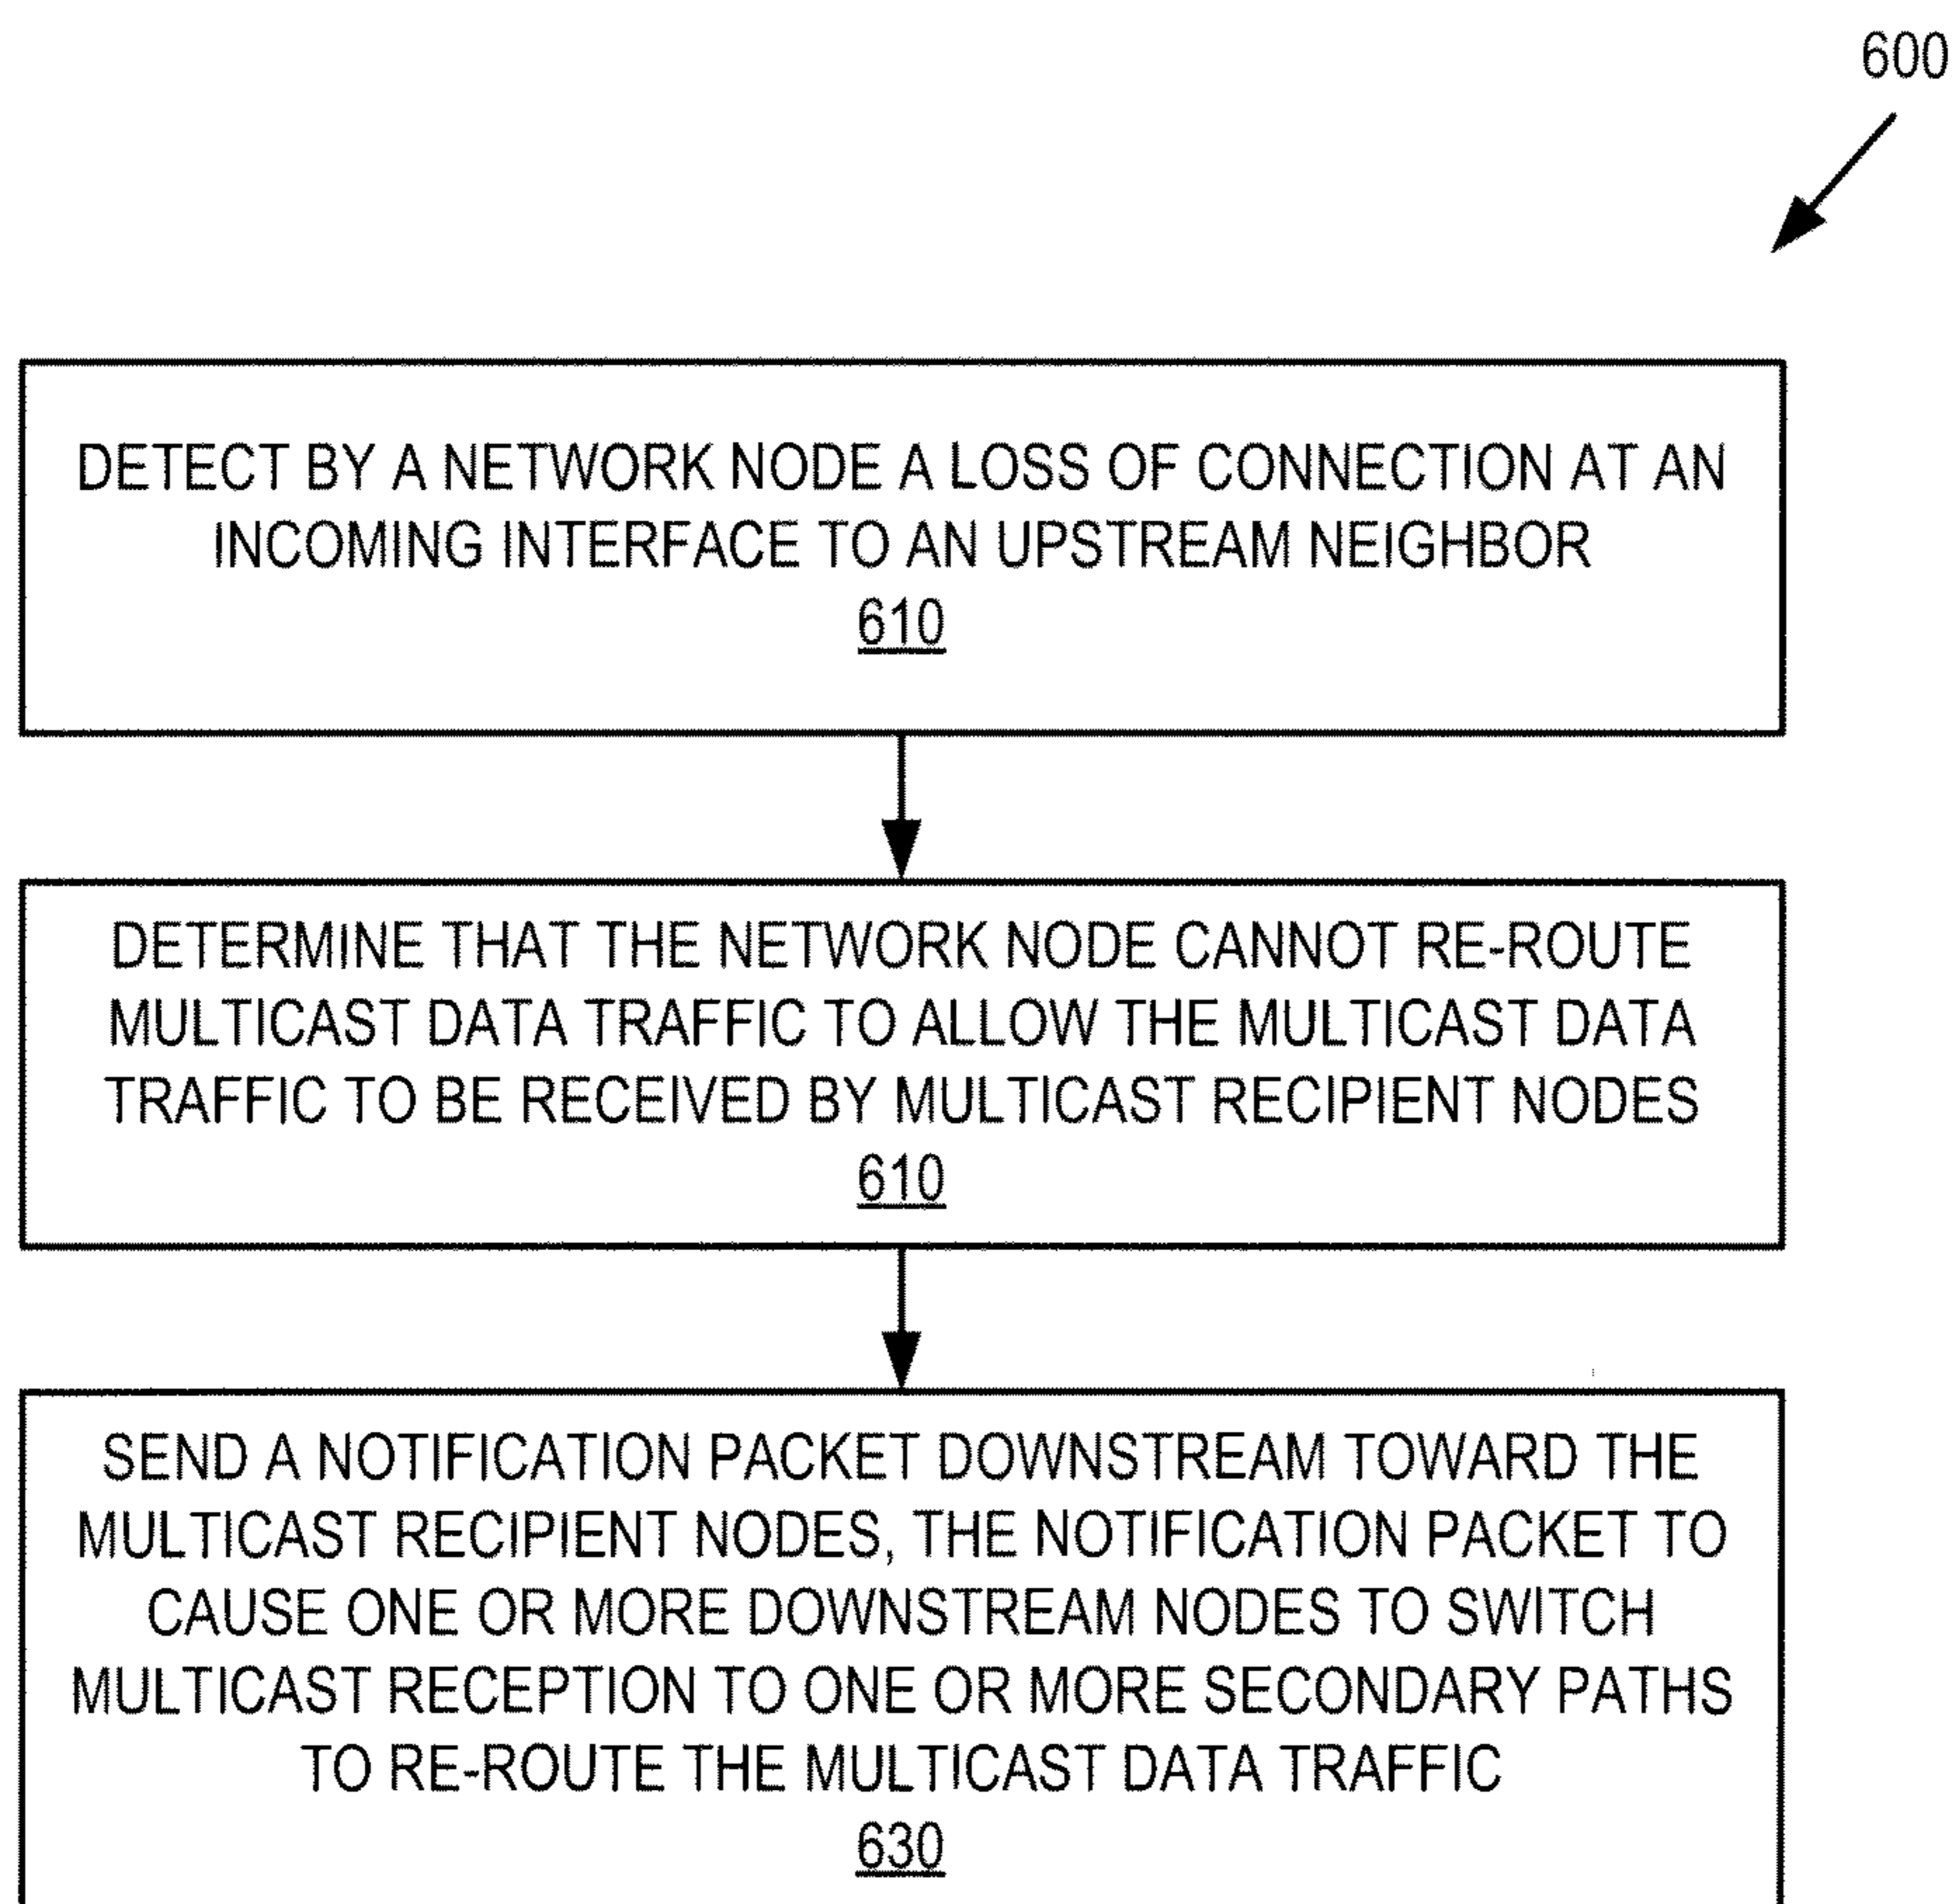 600
DETECT BY A NETWORK NODE A LOSS OF CONNECTION AT AN
INCOMING INTERFACE TO AN UPSTREAM NEIGHBOR
610
DETERMINE THAT THE NETWORK NODE CANNOT RE-ROUTE
MULTICAST DATA TRAFFIC TO ALLOW THE MULTICAST DATA
TRAFFIC TO BE RECEIVED BY MULTICAST RECIPIENT NODES
610
SEND A NOTIFICATION PACKET DOWNSTREAM TOWARD THE
MULTICAST RECIPIENT NODES, THE NOTIFICATION PACKET TO
CAUSE ONE OR MORE DOWNSTREAM NODES TO SWITCH
MULTICAST RECEPTION TO ONE OR MORE SECONDARY PATHS
TO RE-ROUTE THE MULTICAST DATA TRAFFIC
630